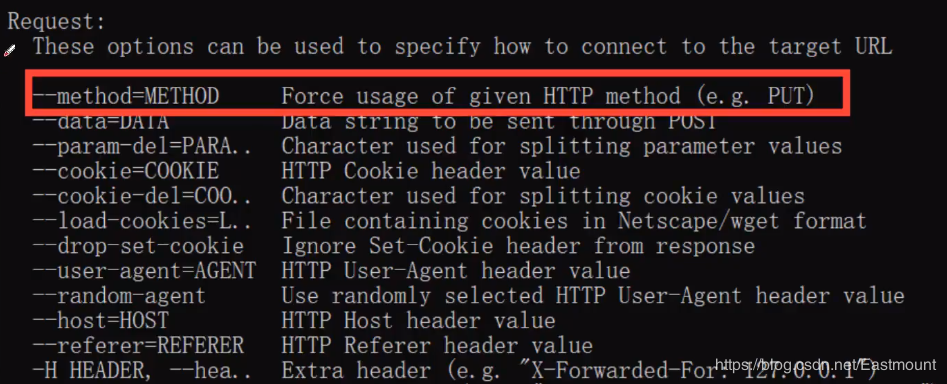 Request:
These options can be used to specify how to connect to the target URL
--method=METHOD Force usage of given HTTP method (e.g. PUT)
--data=DATA Data string to be sent through POST
--param-del=PARA.. Character used for splitting parameter values
--cookie=COOKIE HTTP Cookie header value
--cookie-del=COO.. Character used for splitting cookie values
--load-cookies=L.. File containing cookies in Netscape/wget format
--drop-set-cookie Ignore Set-Cookie header from response
--user-agent=AGENT HTTP User-Agent header value
--random-agent Use randomly selected HTTP User-Agent header value
--host=HOST HTTP Host header value
--referer=REFERER HTTP Referer header value
-H HEADER, --hea.. Extra header (e.g. "X-Forwarded-For: 127.0.0.1")
https://blog.csdn.net/Eastmount